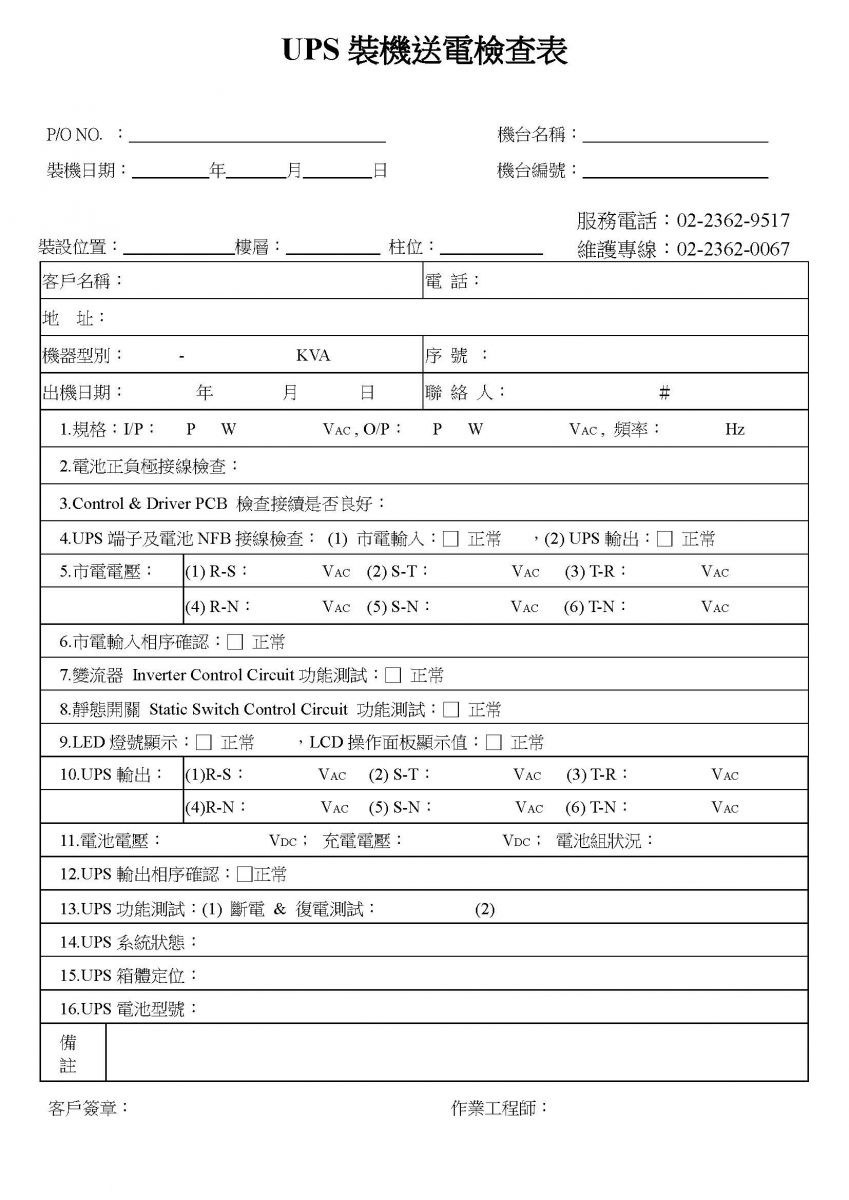 UPS 裝機送電檢查表
P/O NO. ： 機台名稱：
裝機日期： 年 月 日 機台編號：
服務電話：02-2362-9517
裝設位置： 樓層： 柱位： 維護專線：02-2362-0067
客戶名稱： 電 話：
地 址：
機器型別： - KVA 序 號 ：
出機日期： 年 月 日 聯 絡 人： #
1.規格：I/P： P W VAC , O/P： P W VAC , 頻率： Hz
2.電池正負極接線檢查：
3.Control & Driver PCB 檢查接續是否良好：
4.UPS 端子及電池 NFB 接線檢查： (1) 市電輸入：□ 正常 ，(2) UPS 輸出：□ 正常
5.市電電壓： (1) R-S： VAC (2) S-T： VAC (3) T-R： VAC
(4) R-N： VAC (5) S-N： VAC (6) T-N： VAC
6.市電輸入相序確認：□ 正常
7.變流器 Inverter Control Circuit 功能測試：□ 正常
8.靜態開關 Static Switch Control Circuit 功能測試：□ 正常
9.LED 燈號顯示：□ 正常 ，LCD 操作面板顯示值：□ 正常
10.UPS 輸出： (1)R-S： VAC (2) S-T： VAC (3) T-R： VAC
(4)R-N： VAC (5) S-N： VAC (6) T-N： VAC
11.電池電壓： VDC； 充電電壓： VDC； 電池組狀況：
12.UPS 輸出相序確認：□正常
13.UPS 功能測試：(1) 斷電 & 復電測試： (2)
14.UPS 系統狀態：
15.UPS 箱體定位：
16.UPS 電池型號：
備
註
客戶簽章： 作業工程師：